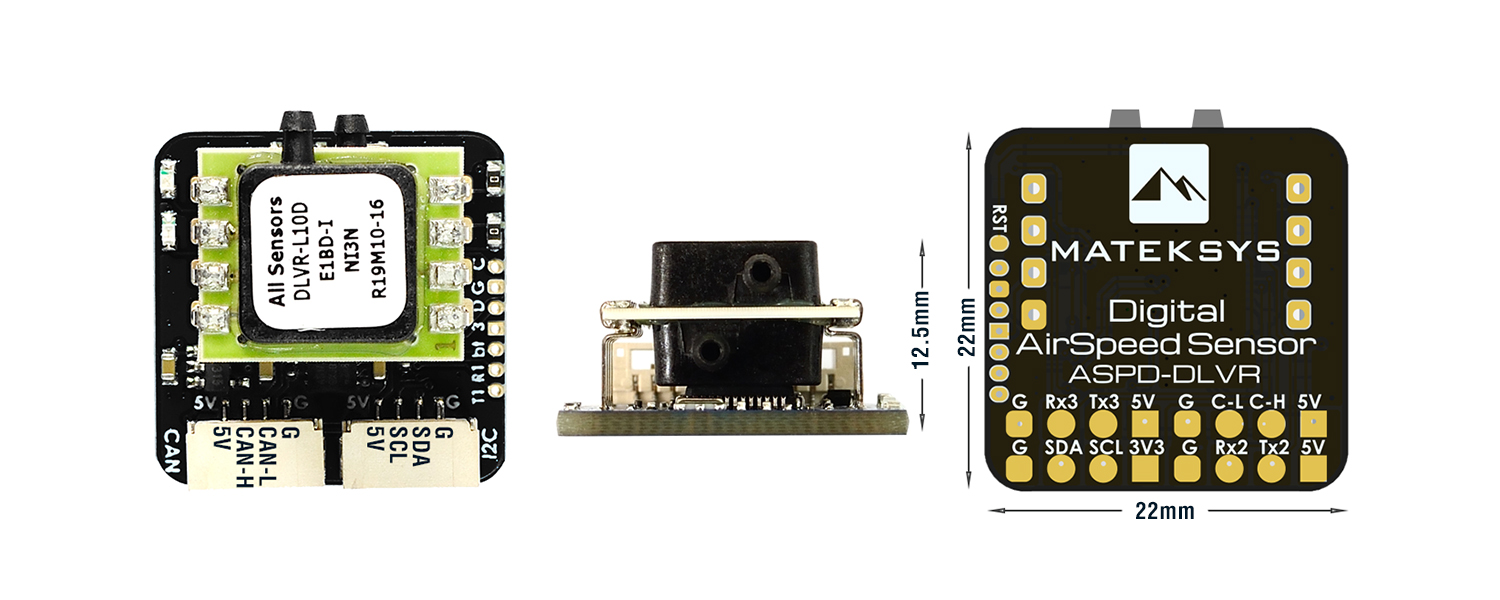 All Sensors
DLVR-L10D
E1BD-I
NI3N
R19M10-16
1
C
G
D
3
bt
R1
T1
5V G 5V G
CAN
5V
CAN-H
CAN-L
G
5V
SCL
SDA
G
I2C
12.5mm
22mm
RST
MATEKSYS
Digital
AirSpeed Sensor
ASPD-DLVR
G Rx3 Tx3 5V G C-L C-H 5V
G SDA SCL 3V3 G Rx2 Tx2 5V
22mm